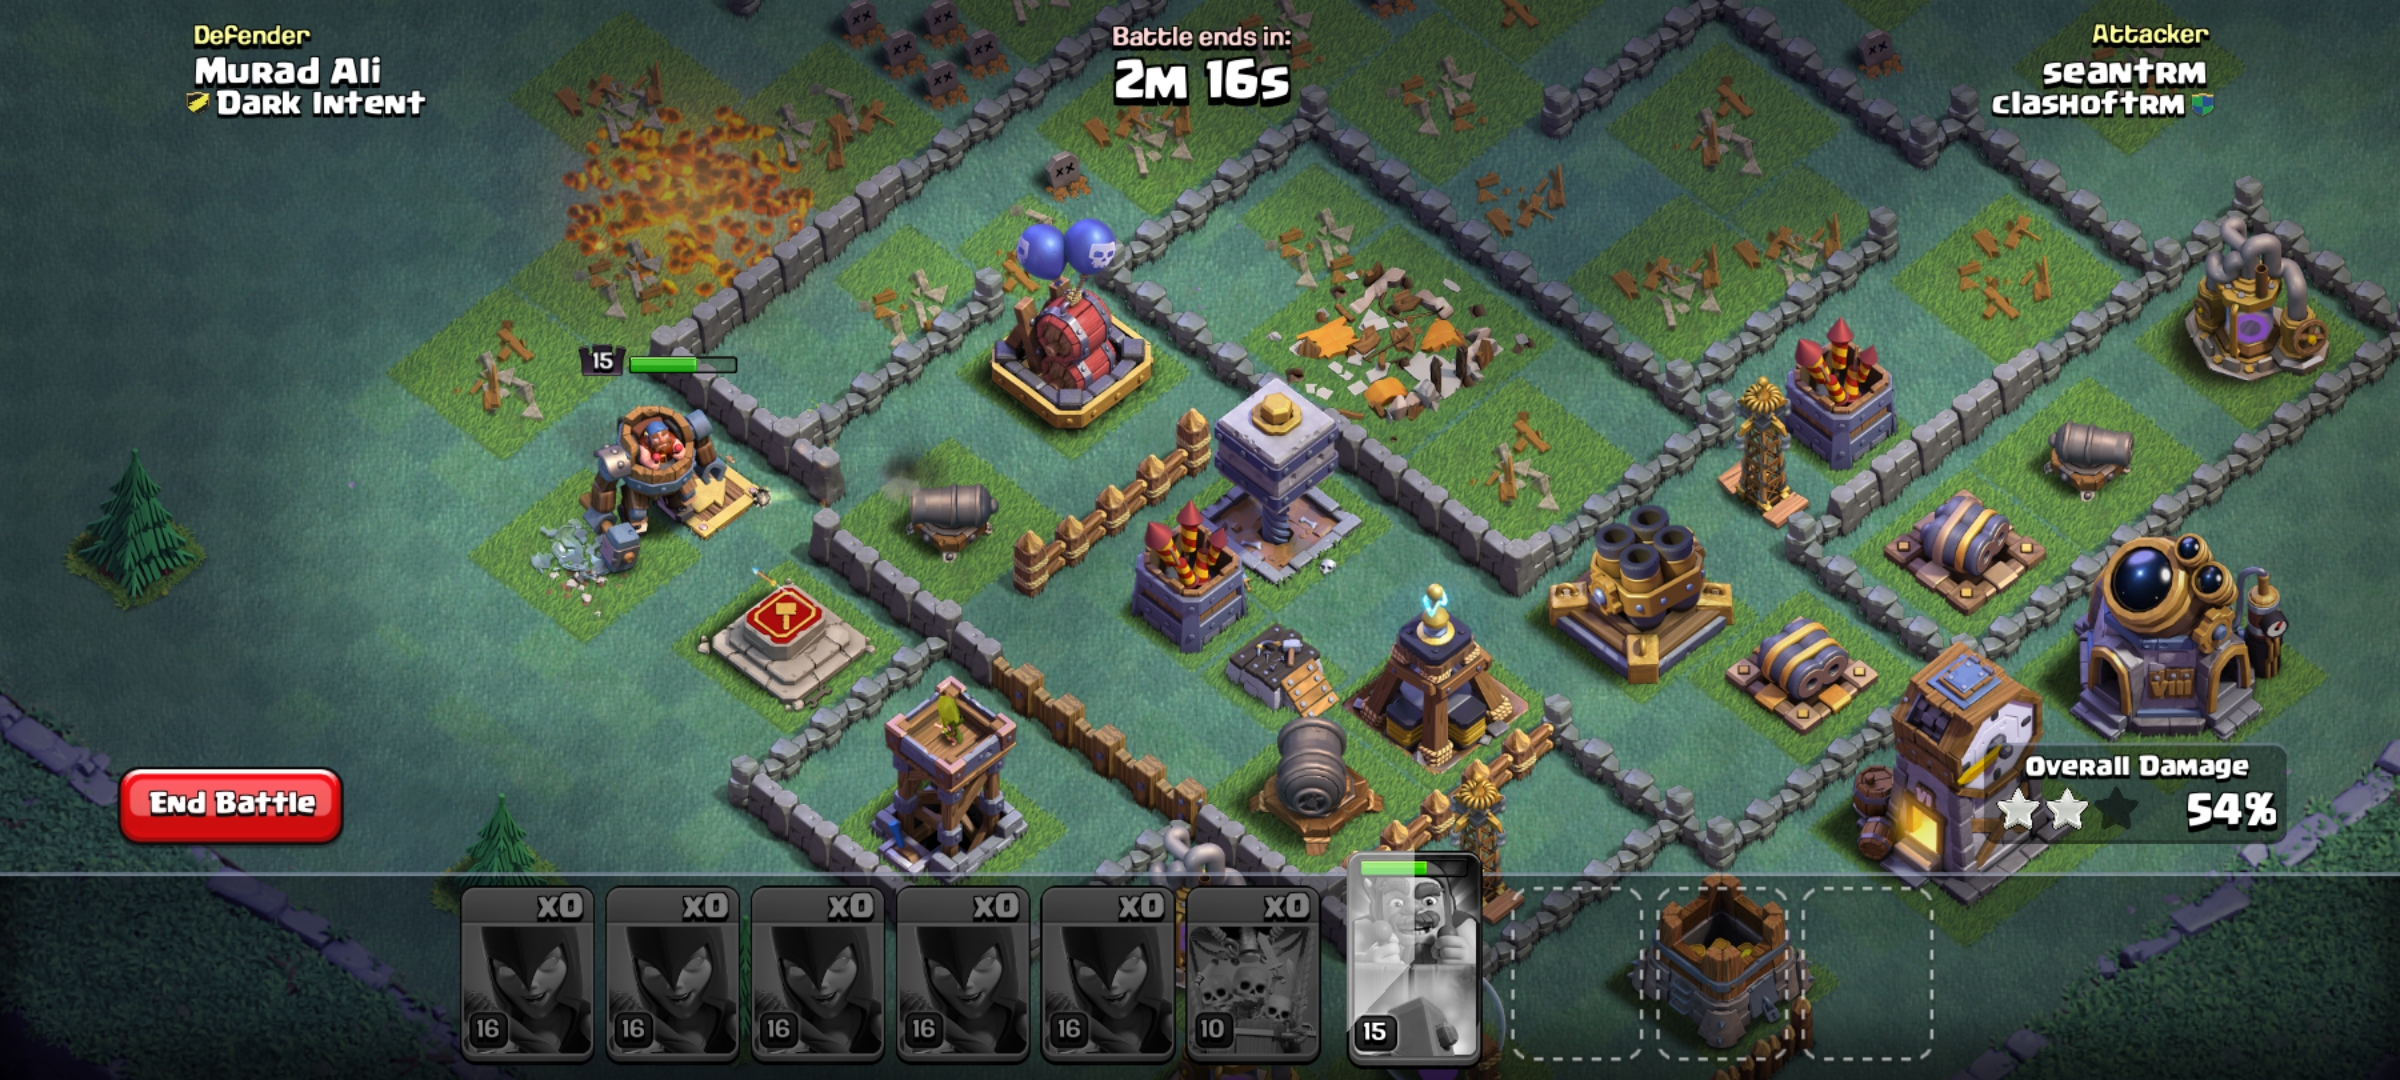 Defender
Murad Ali
Dark Intent
Battle ends in:
2M 16s
Attacker
seantrm
clashoftrm
15
End Battle
VIII
Overall Damage
54%
x0
x0
x0
x0
x0
x0
16
16
16
16
16
10
15